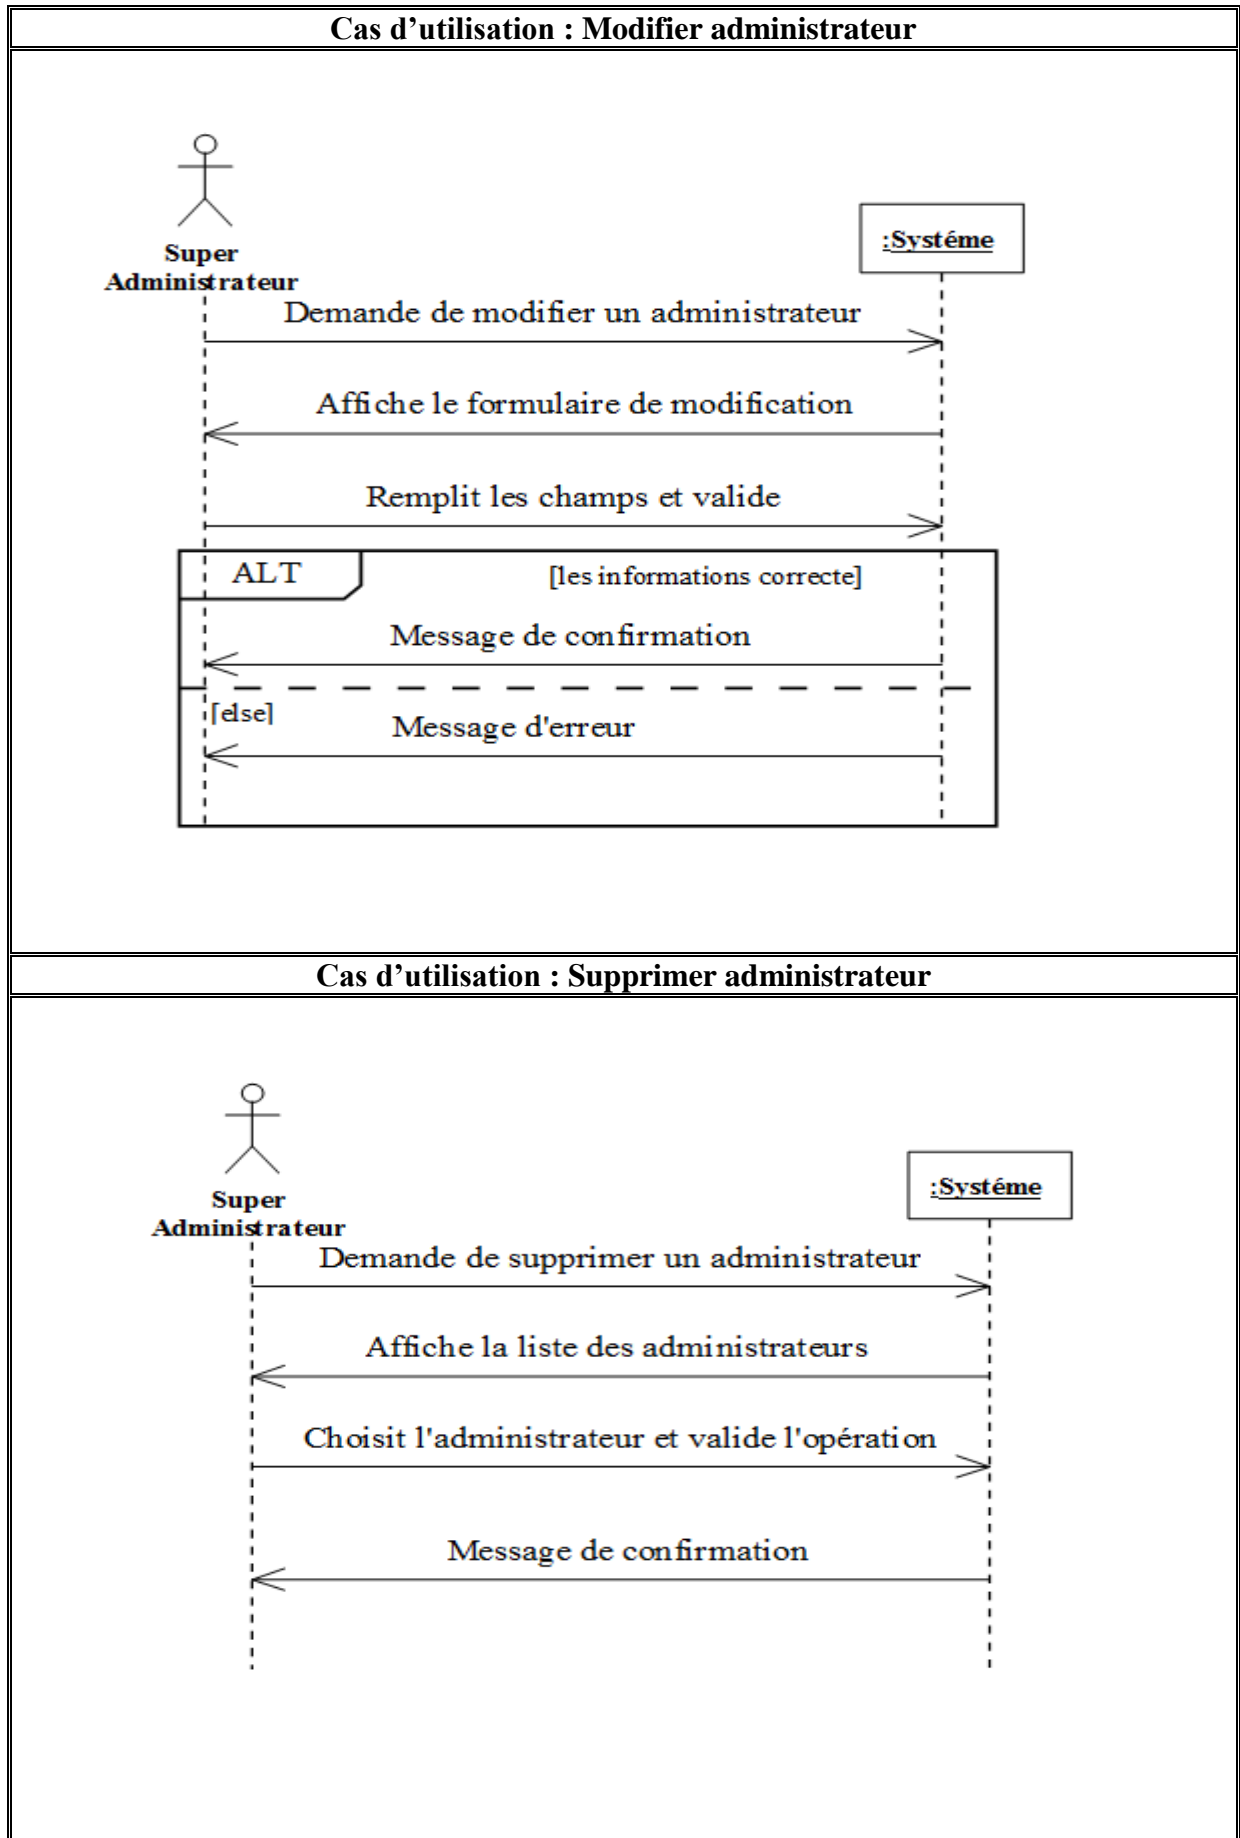 Cas d’utilisation : Modifier administrateur
Super
Administrateur
:Systéme
Demande de modifier un administrateur
Affiche le formulaire de modification
Remplit les champs et valide
ALT
[les informations correcte]
Message de confirmation
[else]
Message d'erreur
Cas d’utilisation : Supprimer administrateur
Super
Administrateur
:Systéme
Demande de supprimer un administrateur
Affiche la liste des administrateurs
Choisit l'administrateur et valide l'opération
Message de confirmation